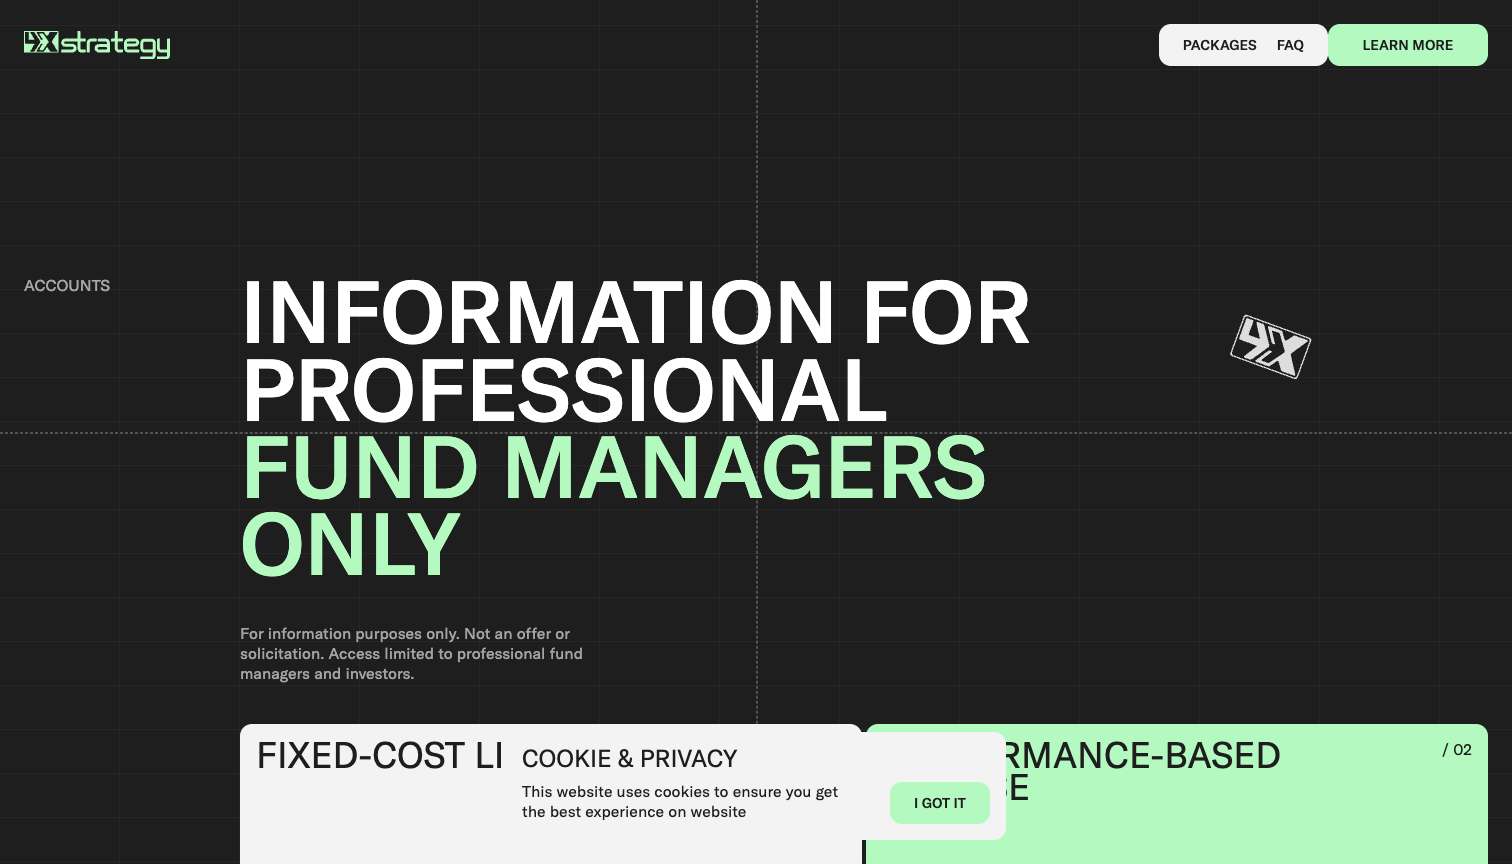 4Xstrategy
PACKAGES
FAQ
LEARN MORE
ACCOUNTS
INFORMATION FOR
PROFESSIONAL
FUND MANAGERS
ONLY
4X
For information purposes only. Not an offer or
solicitation. Access limited to professional fund
managers and investors.
FIXED-COST LI
COOKIE & PRIVACY
This website uses cookies to ensure you get
the best experience on website
I GOT IT
RMANCE-BASED
/ 02